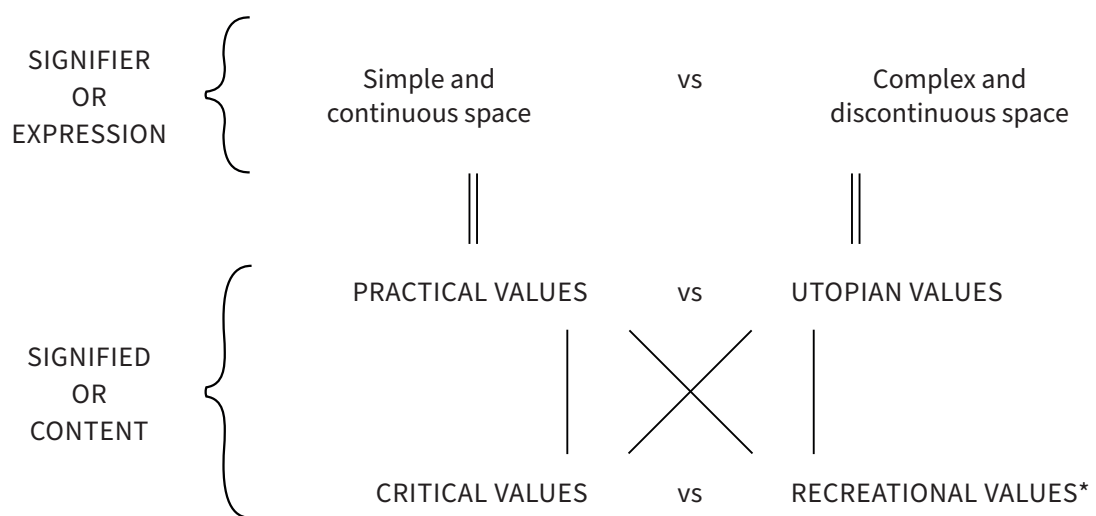 SIGNIFIER
OR
EXPRESSION
Simple and
continuous space
vs
Complex and
discontinuous space
PRACTICAL VALUES vs UTOPIAN VALUES
SIGNIFIED
OR
CONTENT
CRITICAL VALUES vs RECREATIONAL VALUES*